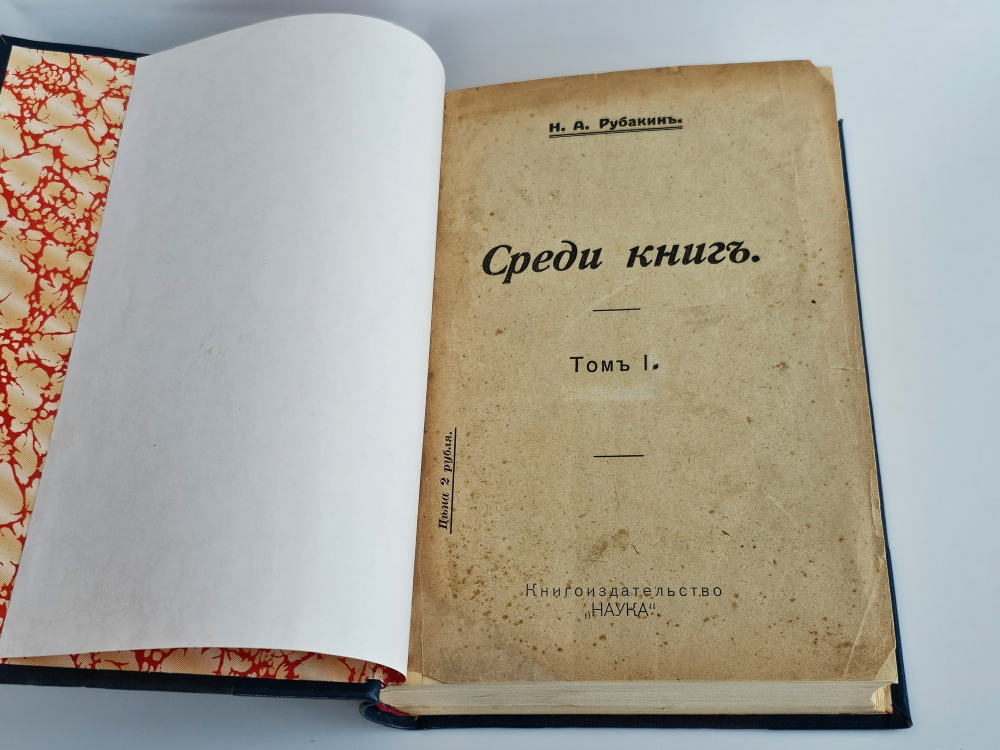 Н. А. Рубакинъ.
Среди книгъ.
Томъ I.
Цѣна 2 рубля.
Книгоиздательство
„НАУКА“.